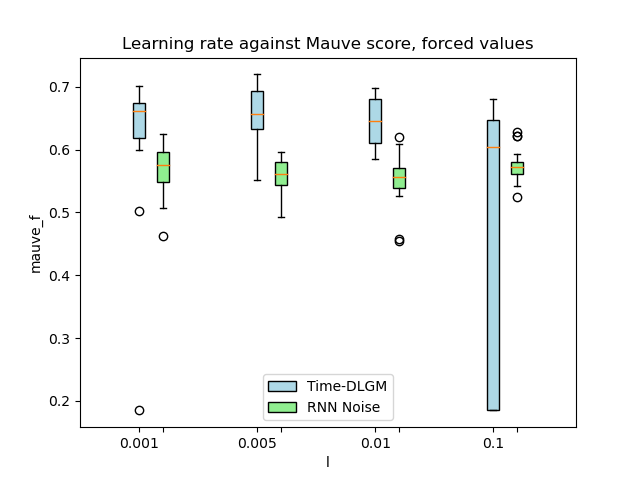 Learning rate against Mauve score, forced values
mauve_f
0.7
0.6
0.5
0.4
0.3
0.2
Time-DLGM
RNN Noise
0.001
0.005
0.01
0.1
l